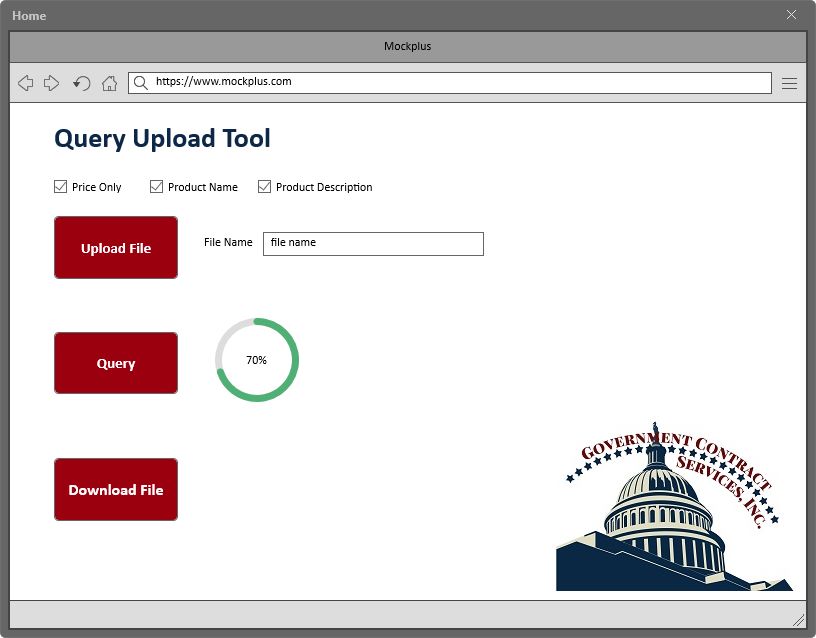 Home
Mockplus
https://www.mockplus.com
Query Upload Tool
Price Only Product Name Product Description
Upload File File Name file name
Query 70%
Download File
GOVERNMENT CONTRACT
SERVICES, INC.